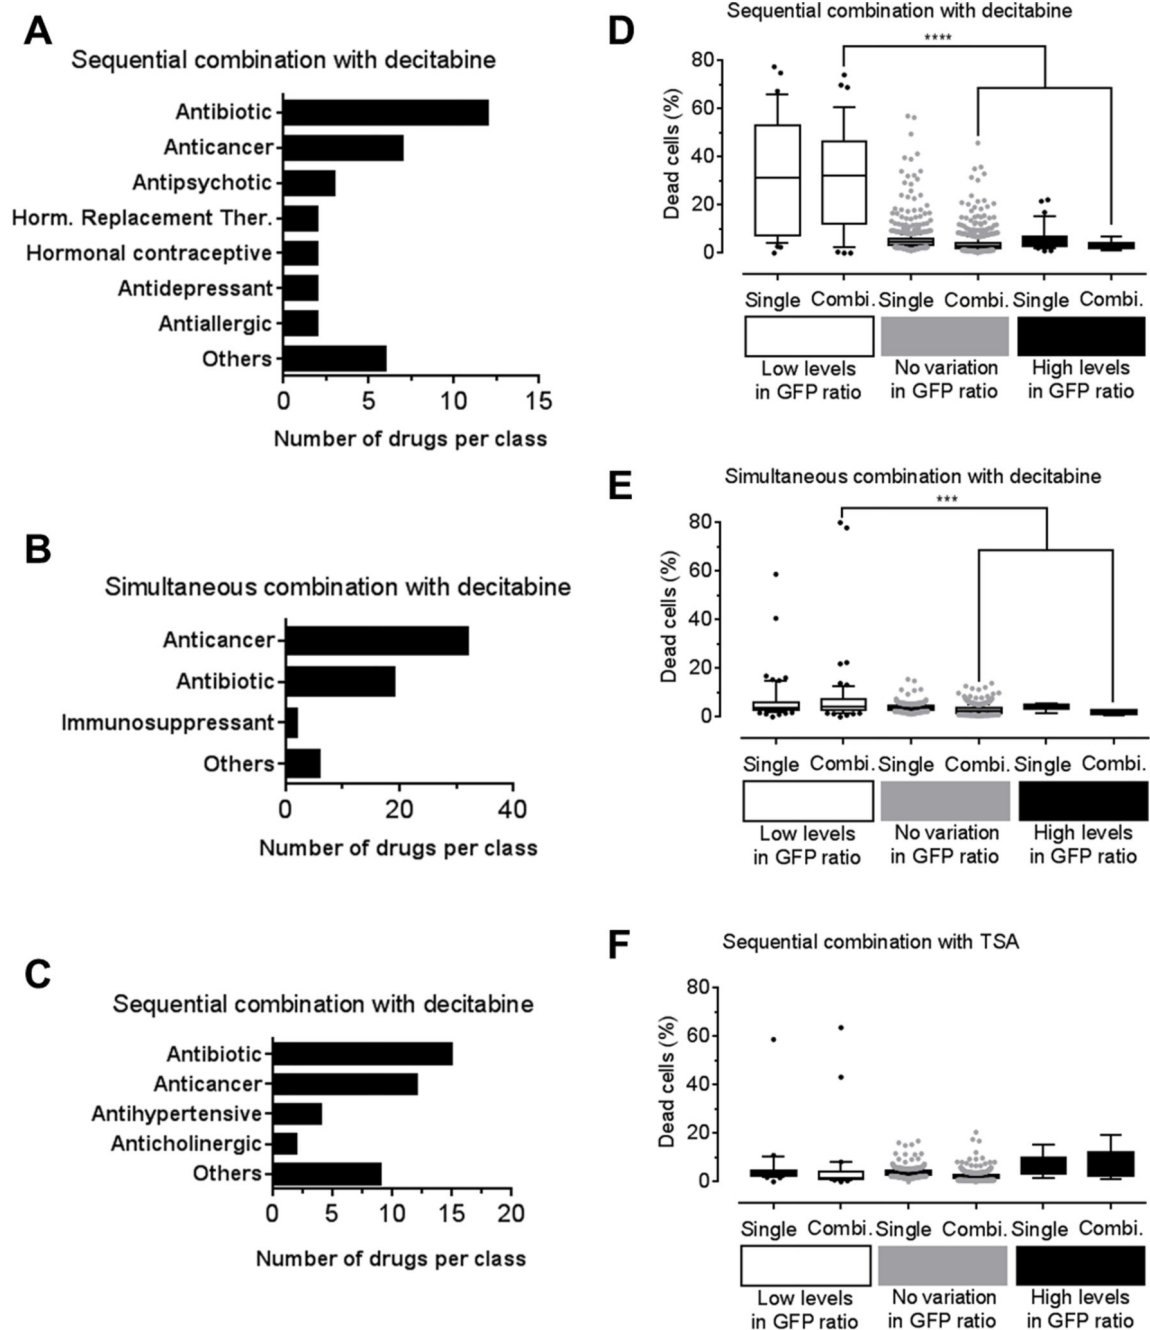 A
Sequential combination with decitabine
Antibiotic
Anticancer
Antipsychotic
Horm. Replacement Ther.
Hormonal contraceptive
Antidepressant
Antiallergic
Others
0 5 10 15
Number of drugs per class
B
Simultaneous combination with decitabine
Anticancer
Antibiotic
Immunosuppressant
Others
0 20 40
Number of drugs per class
C
Sequential combination with decitabine
Antibiotic
Anticancer
Antihypertensive
Anticholinergic
Others
0 5 10 15 20
Number of drugs per class
D
Sequential combination with decitabine
****
Dead cells (%)
80
60
40
20
0
Single Combi. Single Combi. Single Combi.
Low levels No variation High levels
in GFP ratio in GFP ratio in GFP ratio
E
Simultaneous combination with decitabine
***
Dead cells (%)
80
60
40
20
0
Single Combi. Single Combi. Single Combi.
Low levels No variation High levels
in GFP ratio in GFP ratio in GFP ratio
F
Sequential combination with TSA
Dead cells (%)
80
60
40
20
0
Single Combi. Single Combi. Single Combi.
Low levels No variation High levels
in GFP ratio in GFP ratio in GFP ratio